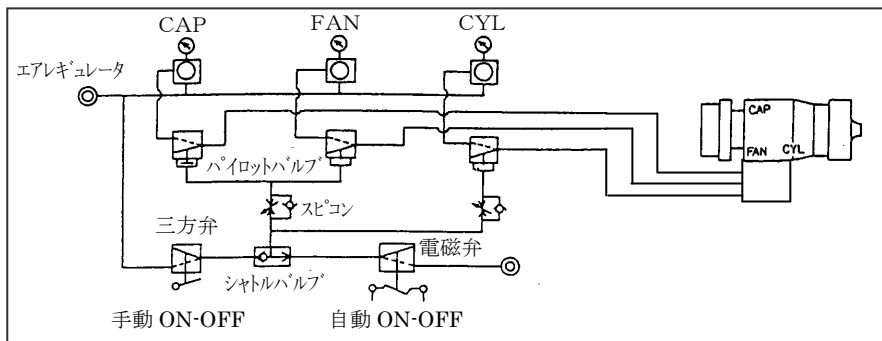 CAP FAN CYL
エアレギュレータ
CAP
FAN CYL
パイロットバルブ
スピコン
三方弁 電磁弁
シャトルバルブ
手動 ON-OFF 自動 ON-OFF